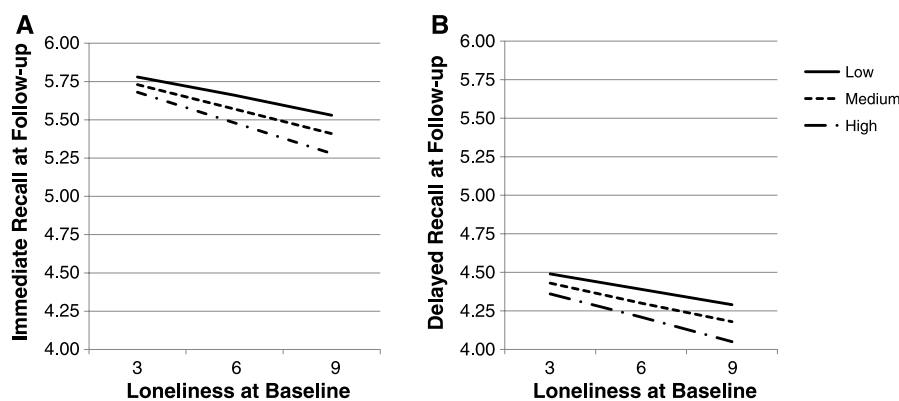 A
Immediate Recall at Follow-up
6.00
5.75
5.50
5.25
5.00
4.75
4.50
4.25
4.00
3 6 9
Loneliness at Baseline
B
Delayed Recall at Follow-up
6.00
5.75
5.50
5.25
5.00
4.75
4.50
4.25
4.00
3 6 9
Loneliness at Baseline
Low
Medium
High